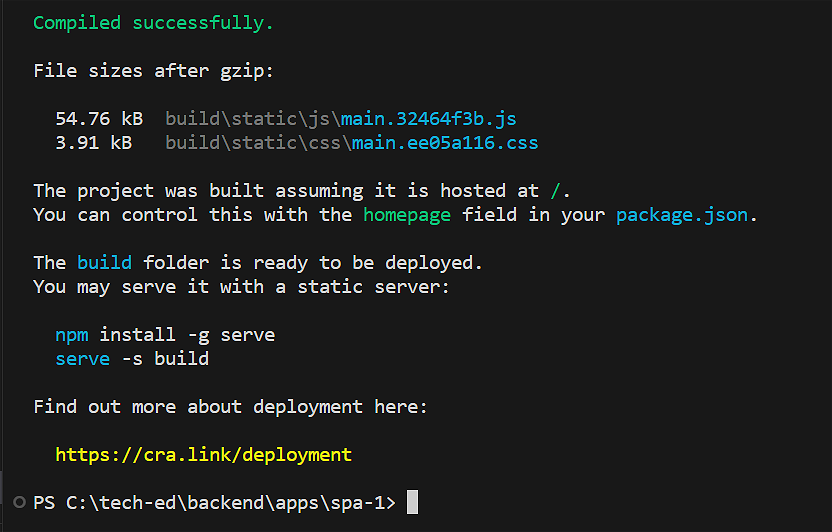 Compiled successfully.
File sizes after gzip:
54.76 kB  build\static\js\main.32464f3b.js
3.91 kB   build\static\css\main.ee05a116.css
The project was built assuming it is hosted at /.
You can control this with the homepage field in your package.json.
The build folder is ready to be deployed.
You may serve it with a static server:
npm install -g serve
serve -s build
Find out more about deployment here:
https://cra.link/deployment
PS C:\tech-ed\backend\apps\spa-1>